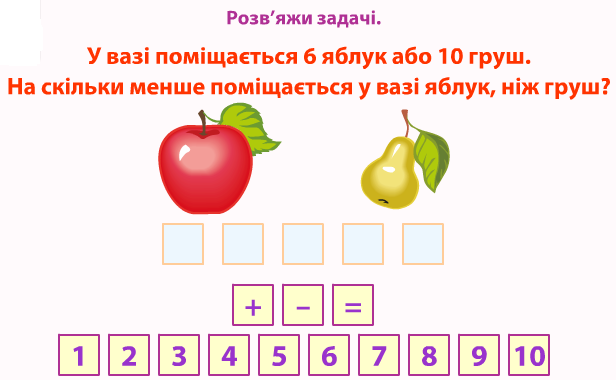 Розв’яжи задачі.
У вазі поміщається 6 яблук або 10 груш.
На скільки менше поміщається у вазі яблук, ніж груш?
+ – =
1 2 3 4 5 6 7 8 9 10